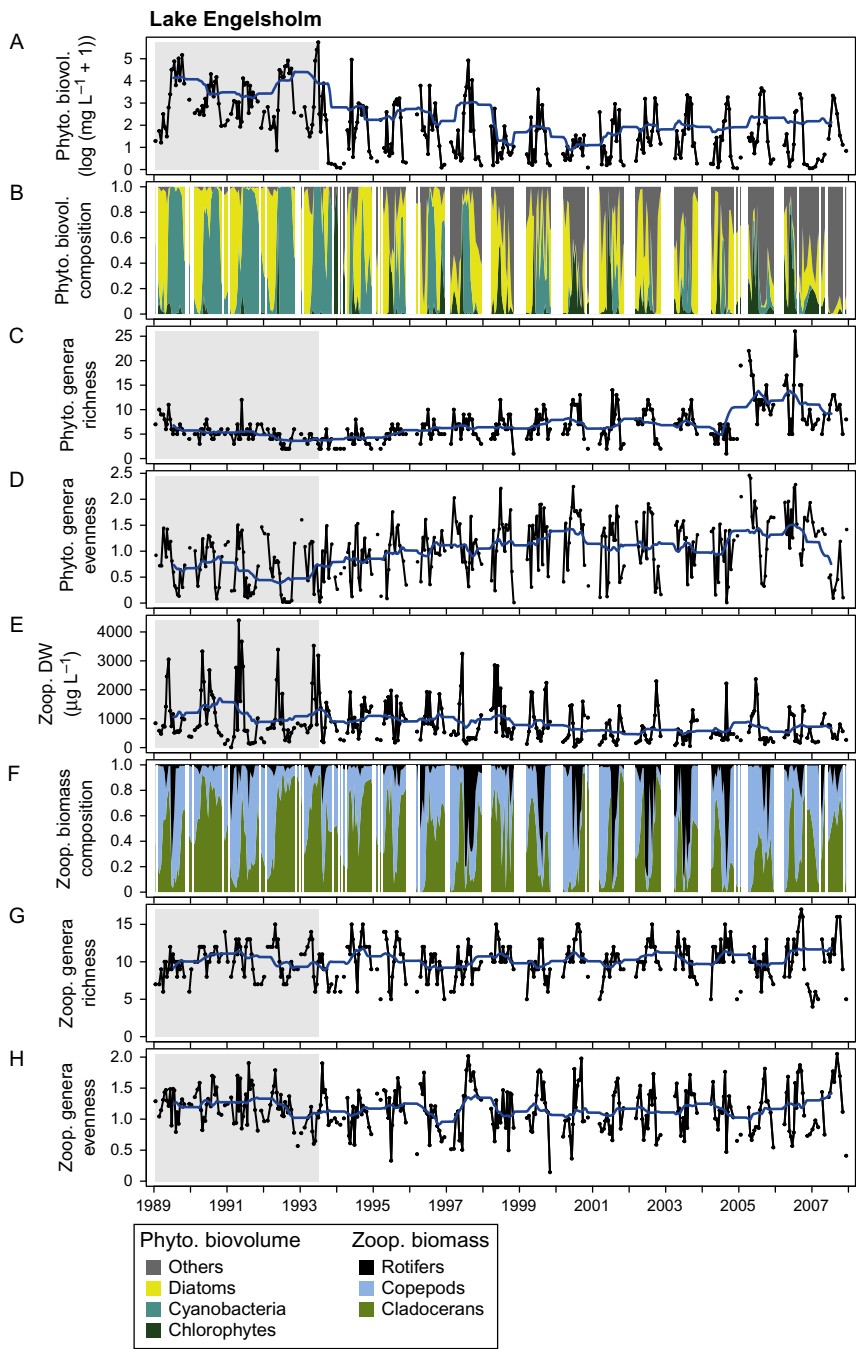 Lake Engelsholm
A
Phyto. biovol.
(log (mg L⁻¹ + 1))
5
4
3
2
1
0
B
Phyto. biovol.
composition
1.0
0.8
0.6
0.4
0.2
0
C
Phyto. genera
richness
25
20
15
10
5
0
D
Phyto. genera
evenness
2.5
2.0
1.5
1.0
0.5
0
E
Zoop. DW
(µg L⁻¹)
4000
3000
2000
1000
0
F
Zoop. biomass
composition
1.0
0.8
0.6
0.4
0.2
0
G
Zoop. genera
richness
15
10
5
0
H
Zoop. genera
evenness
2.0
1.5
1.0
0.5
0
1989 1991 1993 1995 1997 1999 2001 2003 2005 2007
Phyto. biovolume
Others
Diatoms
Cyanobacteria
Chlorophytes
Zoop. biomass
Rotifers
Copepods
Cladocerans